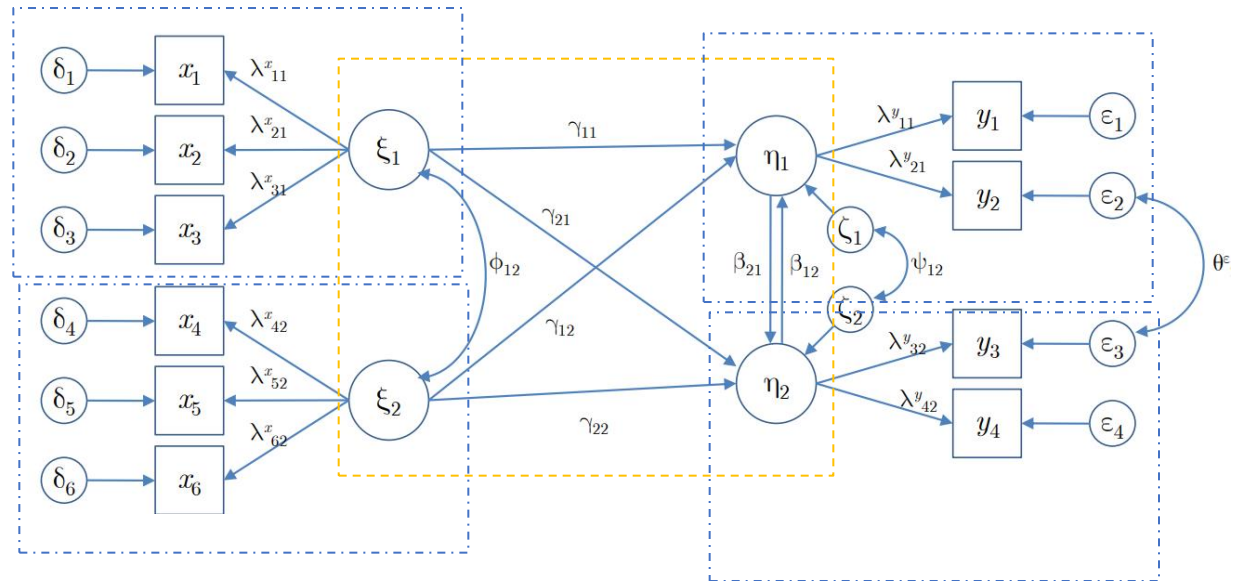 δ₁
x₁
λˣ₁₁
δ₂
x₂
λˣ₂₁
δ₃
x₃
λˣ₃₁
ξ₁
δ₄
x₄
λˣ₄₂
δ₅
x₅
λˣ₅₂
δ₆
x₆
λˣ₆₂
ξ₂
ϕ₁₂
γ₁₁
γ₂₁
γ₁₂
γ₂₂
η₁
η₂
β₂₁
β₁₂
ζ₁
ζ₂
ψ₁₂
λʸ₁₁
y₁
ε₁
λʸ₂₁
y₂
ε₂
λʸ₃₂
y₃
ε₃
λʸ₄₂
y₄
ε₄
θᵋ